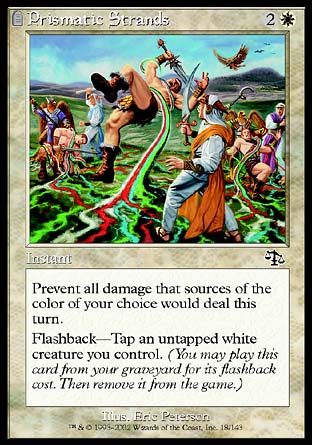 Prismatic Strands 2
Instant
Prevent all damage that sources of the
color of your choice would deal this
turn.
Flashback—Tap an untapped white
creature you control. (You may play this
card from your graveyard for its flashback
cost. Then remove it from the game.)
Illus. Eric Peterson
™ & © 1993–2002 Wizards of the Coast, Inc. 18/143